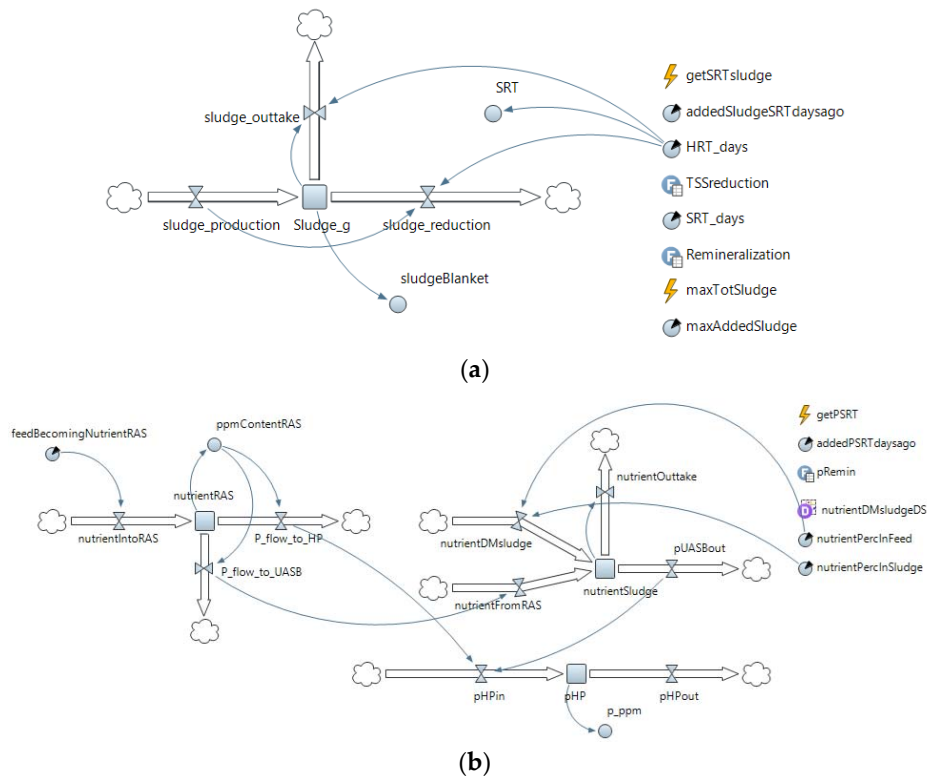 sludge_outtake
SRT
sludge_production
Sludge_g
sludge_reduction
sludgeBlanket
getSRTsludge
addedSludgeSRTdaysago
HRT_days
TSSreduction
SRT_days
Remineralization
maxTotSludge
maxAddedSludge
(a)
feedBecomingNutrientRAS
ppmContentRAS
nutrientRAS
nutrientIntoRAS
P_flow_to_HP
P_flow_to_UASB
nutrientOuttake
nutrientDMsludge
pUASBout
nutrientFromRAS
nutrientSludge
pHPin
pHP
pHPout
p_ppm
getPSRT
addedPSRTdaysago
pRemin
nutrientDMsludgeDS
nutrientPercInFeed
nutrientPercInSludge
(b)